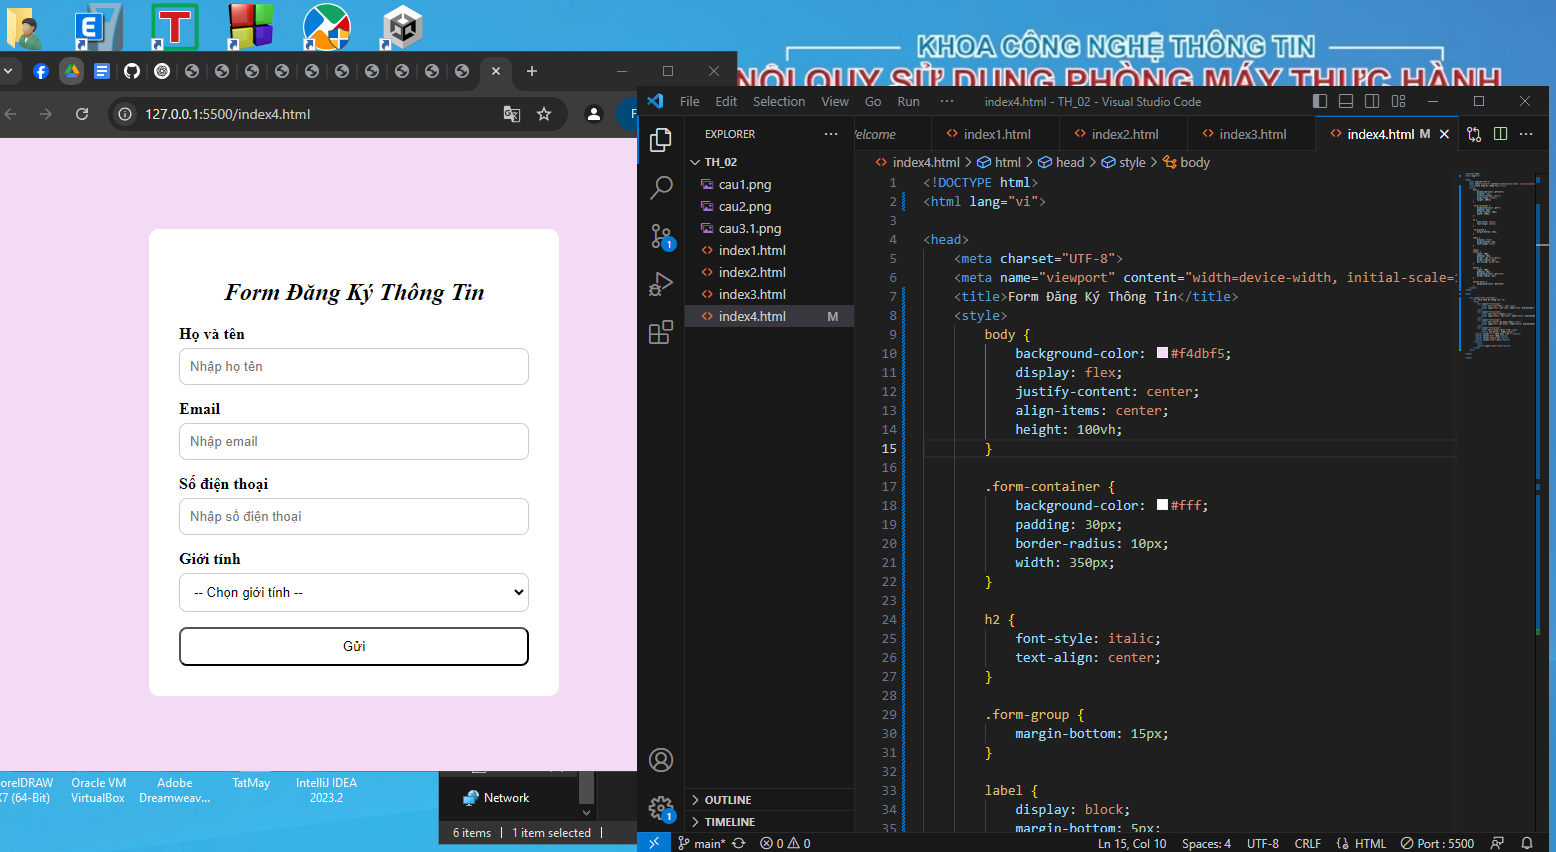 KHOA CÔNG NGHỆ THÔNG TIN
NỘI QUY SỬ DỤNG PHÒNG MÁY THỰC HÀNH
127.0.0.1:5500/index4.html
Form Đăng Ký Thông Tin
Họ và tên
Nhập họ tên
Email
Nhập email
Số điện thoại
Nhập số điện thoại
Giới tính
-- Chọn giới tính --
Gửi
orelDRAW
X7 (64-Bit)
Oracle VM
VirtualBox
Adobe
Dreamweav...
TatMay
IntelliJ IDEA
2023.2
Network
6 items | 1 item selected |
File Edit Selection View Go Run ... index4.html - TH_02 - Visual Studio Code
EXPLORER ...
TH_02
cau1.png
cau2.png
cau3.1.png
index1.html
index2.html
index3.html
index4.html M
OUTLINE
TIMELINE
elcome index1.html index2.html index3.html index4.html M
index4.html > html > head > style > body
1 <!DOCTYPE html>
2 <html lang="vi">
3
4 <head>
5 <meta charset="UTF-8">
6 <meta name="viewport" content="width=device-width, initial-scale=
7 <title>Form Đăng Ký Thông Tin</title>
8 <style>
9 body {
10 background-color: #f4dbf5;
11 display: flex;
12 justify-content: center;
13 align-items: center;
14 height: 100vh;
15 }
16
17 .form-container {
18 background-color: #fff;
19 padding: 30px;
20 border-radius: 10px;
21 width: 350px;
22 }
23
24 h2 {
25 font-style: italic;
26 text-align: center;
27 }
28
29 .form-group {
30 margin-bottom: 15px;
31 }
32
33 label {
34 display: block;
35 margin-bottom: 5px;
1
1
main* 0 0 Ln 15, Col 10 Spaces: 4 UTF-8 CRLF HTML Port : 5500